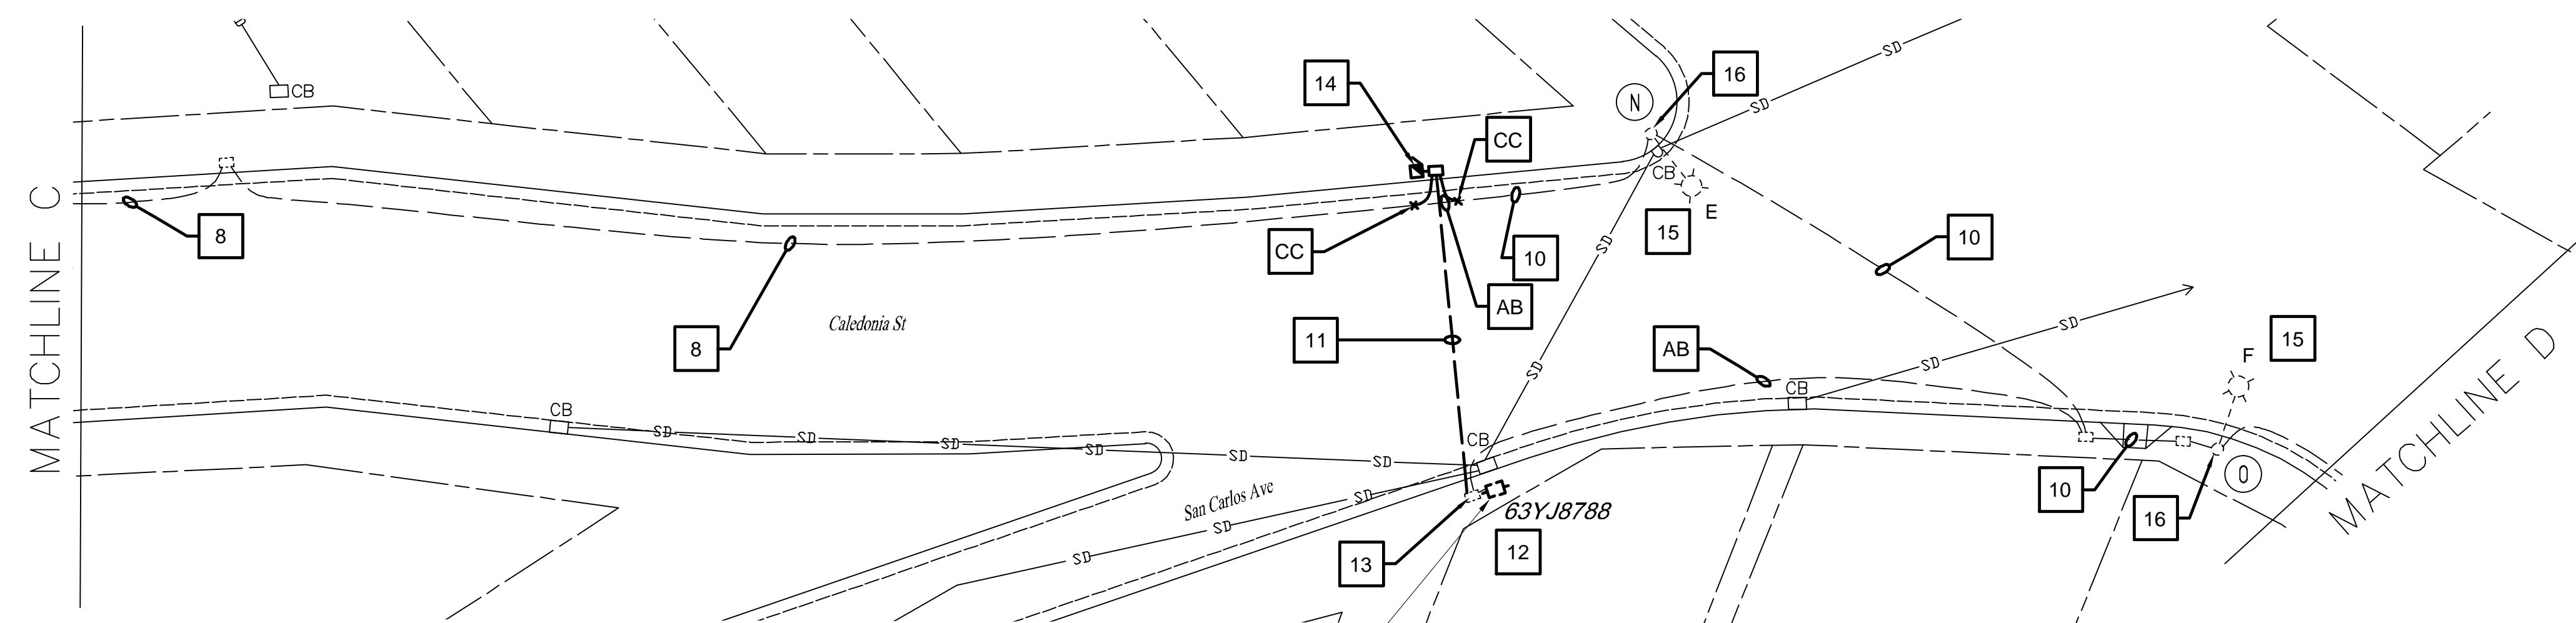 SD
16
SD
14
CB
N
SD
CC
CB
MATCHLINE C
8
15
E
CC
10
10
SD
AB
Caledonia St
SD
11
15
8
AB
F
SD
SD
CB
CB
MATCHLINE D
SD
SD
SD
SD
SD
SD
CB
San Carlos Ave
SD
SD
SD
63YJ8788
10
O
16
13
12